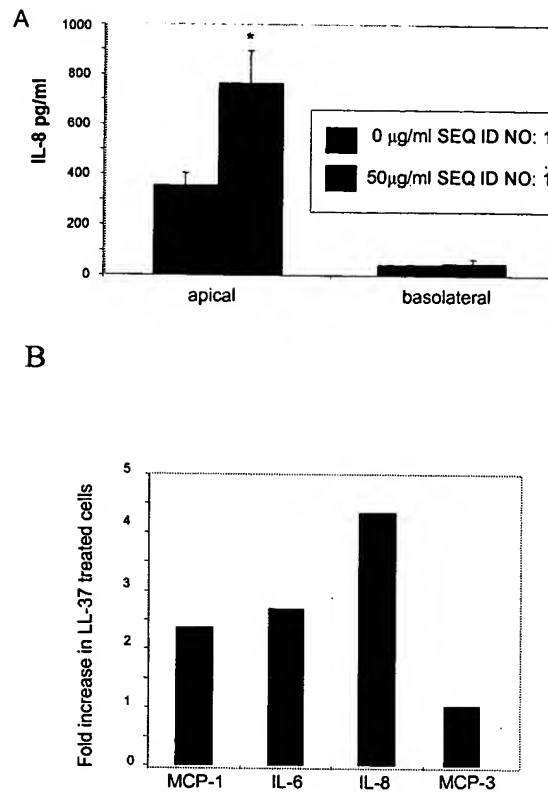 A
IL-8 pg/ml
1000
800
600
400
200
0
*
0 µg/ml SEQ ID NO: 1
50µg/ml SEQ ID NO: 1
apical
basolateral
B
Fold increase in LL-37 treated cells
5
4
3
2
1
0
MCP-1
IL-6
IL-8
MCP-3